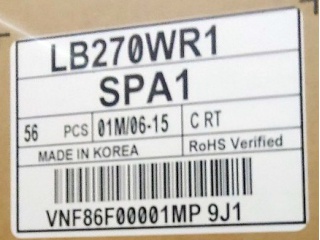 LB270WR1
SPA1
56 PCS 01M/06-15 C RT
MADE IN KOREA RoHS Verified
VNF86F00001MP 9J1